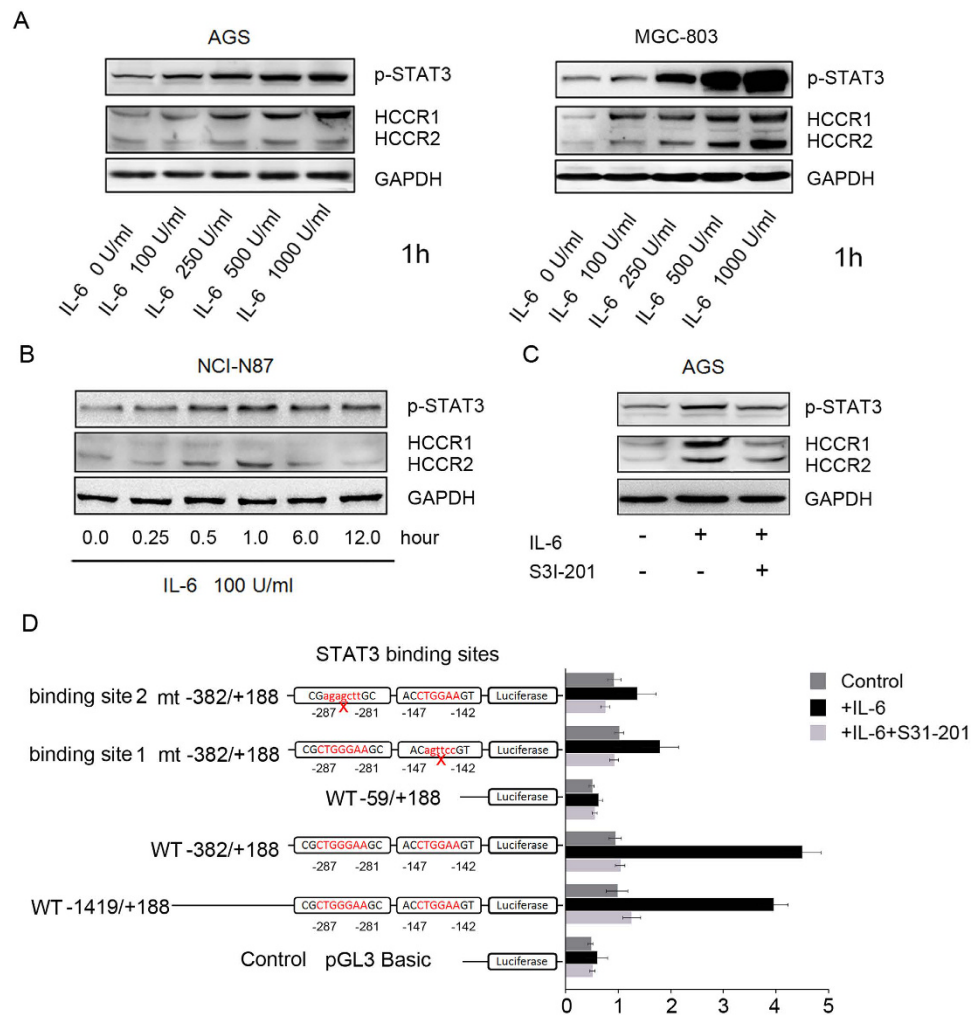 A
AGS
p-STAT3
HCCR1
HCCR2
GAPDH
IL-6 0 U/ml
IL-6 100 U/ml
IL-6 250 U/ml
IL-6 500 U/ml
IL-6 1000 U/ml
1h
MGC-803
p-STAT3
HCCR1
HCCR2
GAPDH
IL-6 0 U/ml
IL-6 100 U/ml
IL-6 250 U/ml
IL-6 500 U/ml
IL-6 1000 U/ml
1h
B
NCI-N87
p-STAT3
HCCR1
HCCR2
GAPDH
0.0 0.25 0.5 1.0 6.0 12.0 hour
IL-6 100 U/ml
C
AGS
p-STAT3
HCCR1
HCCR2
GAPDH
IL-6 - + +
S3I-201 - - +
D
STAT3 binding sites
binding site 2 mt -382/+188 CGagagcttGC ACCTGGAAGT Luciferase
X
-287 -281 -147 -142
binding site 1 mt -382/+188 CGCTGGGAAGC ACagttccGT Luciferase
X
-287 -281 -147 -142
WT -59/+188 Luciferase
WT -382/+188 CGCTGGGAAGC ACCTGGAAGT Luciferase
-287 -281 -147 -142
WT -1419/+188 CGCTGGGAAGC ACCTGGAAGT Luciferase
-287 -281 -147 -142
Control pGL3 Basic Luciferase
0 1 2 3 4 5
Control
+IL-6
+IL-6+S31-201